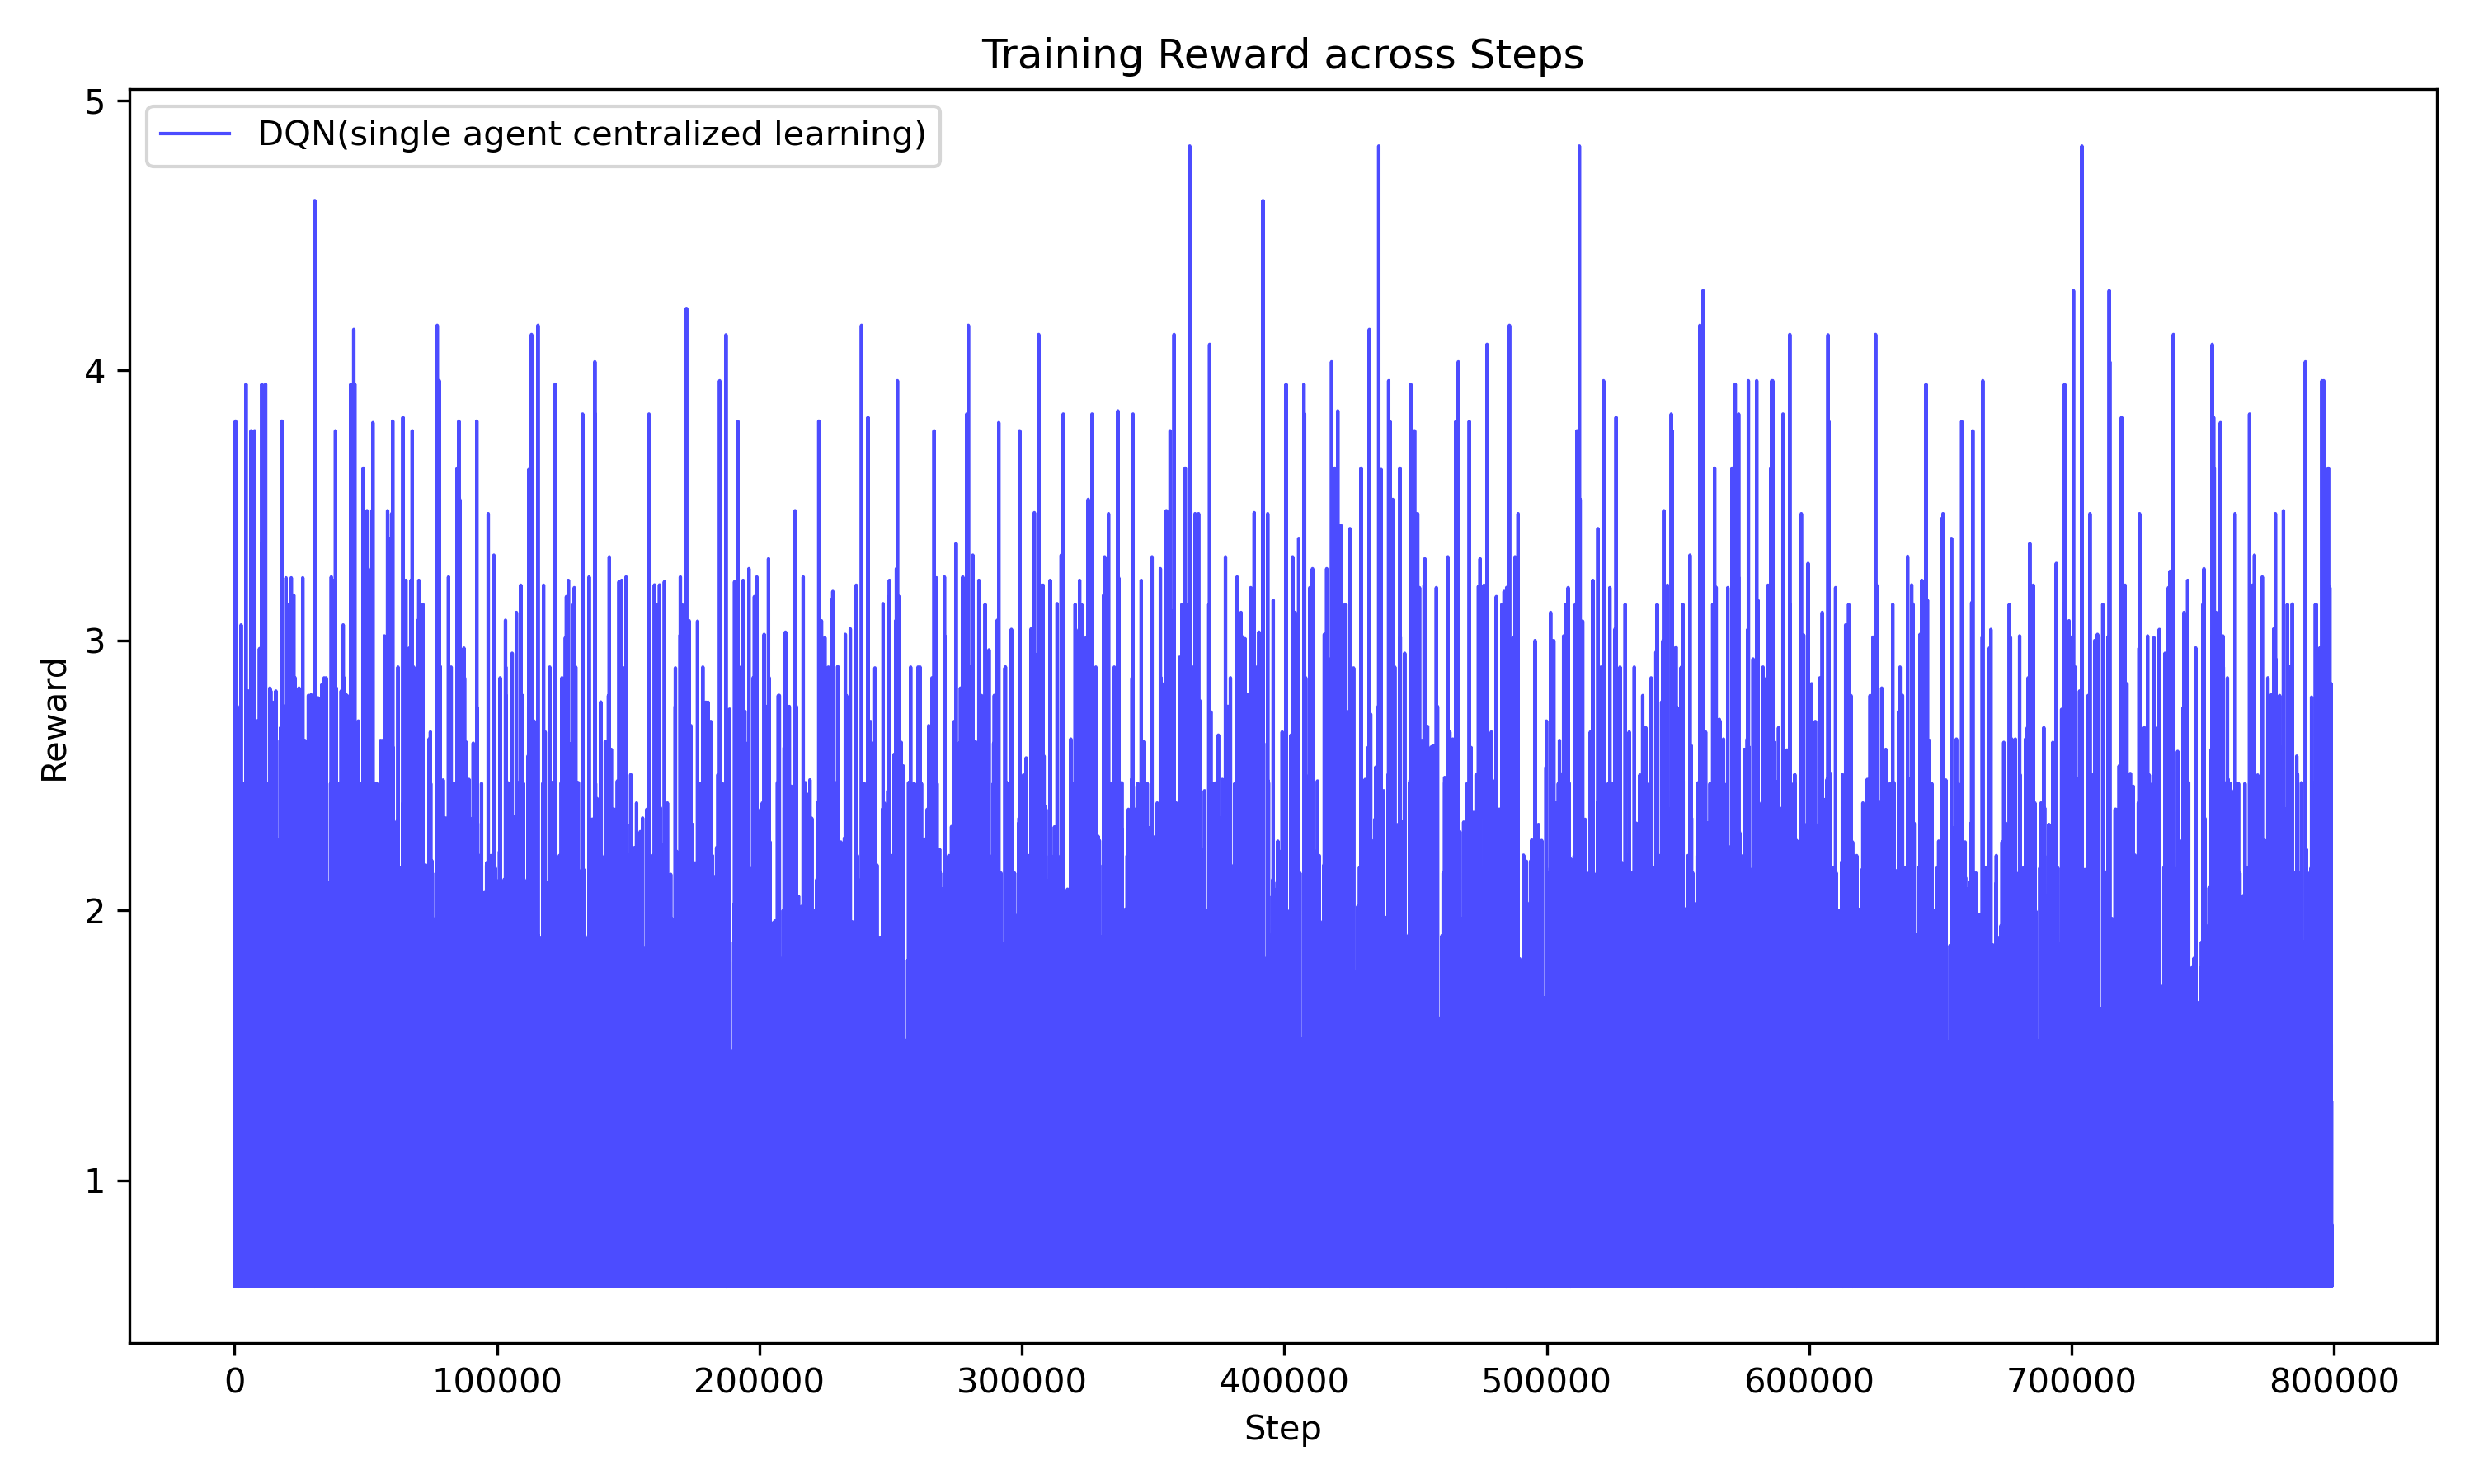 Training Reward across Steps
DQN(single agent centralized learning)
Reward
5
4
3
2
1
0 100000 200000 300000 400000 500000 600000 700000 800000
Step